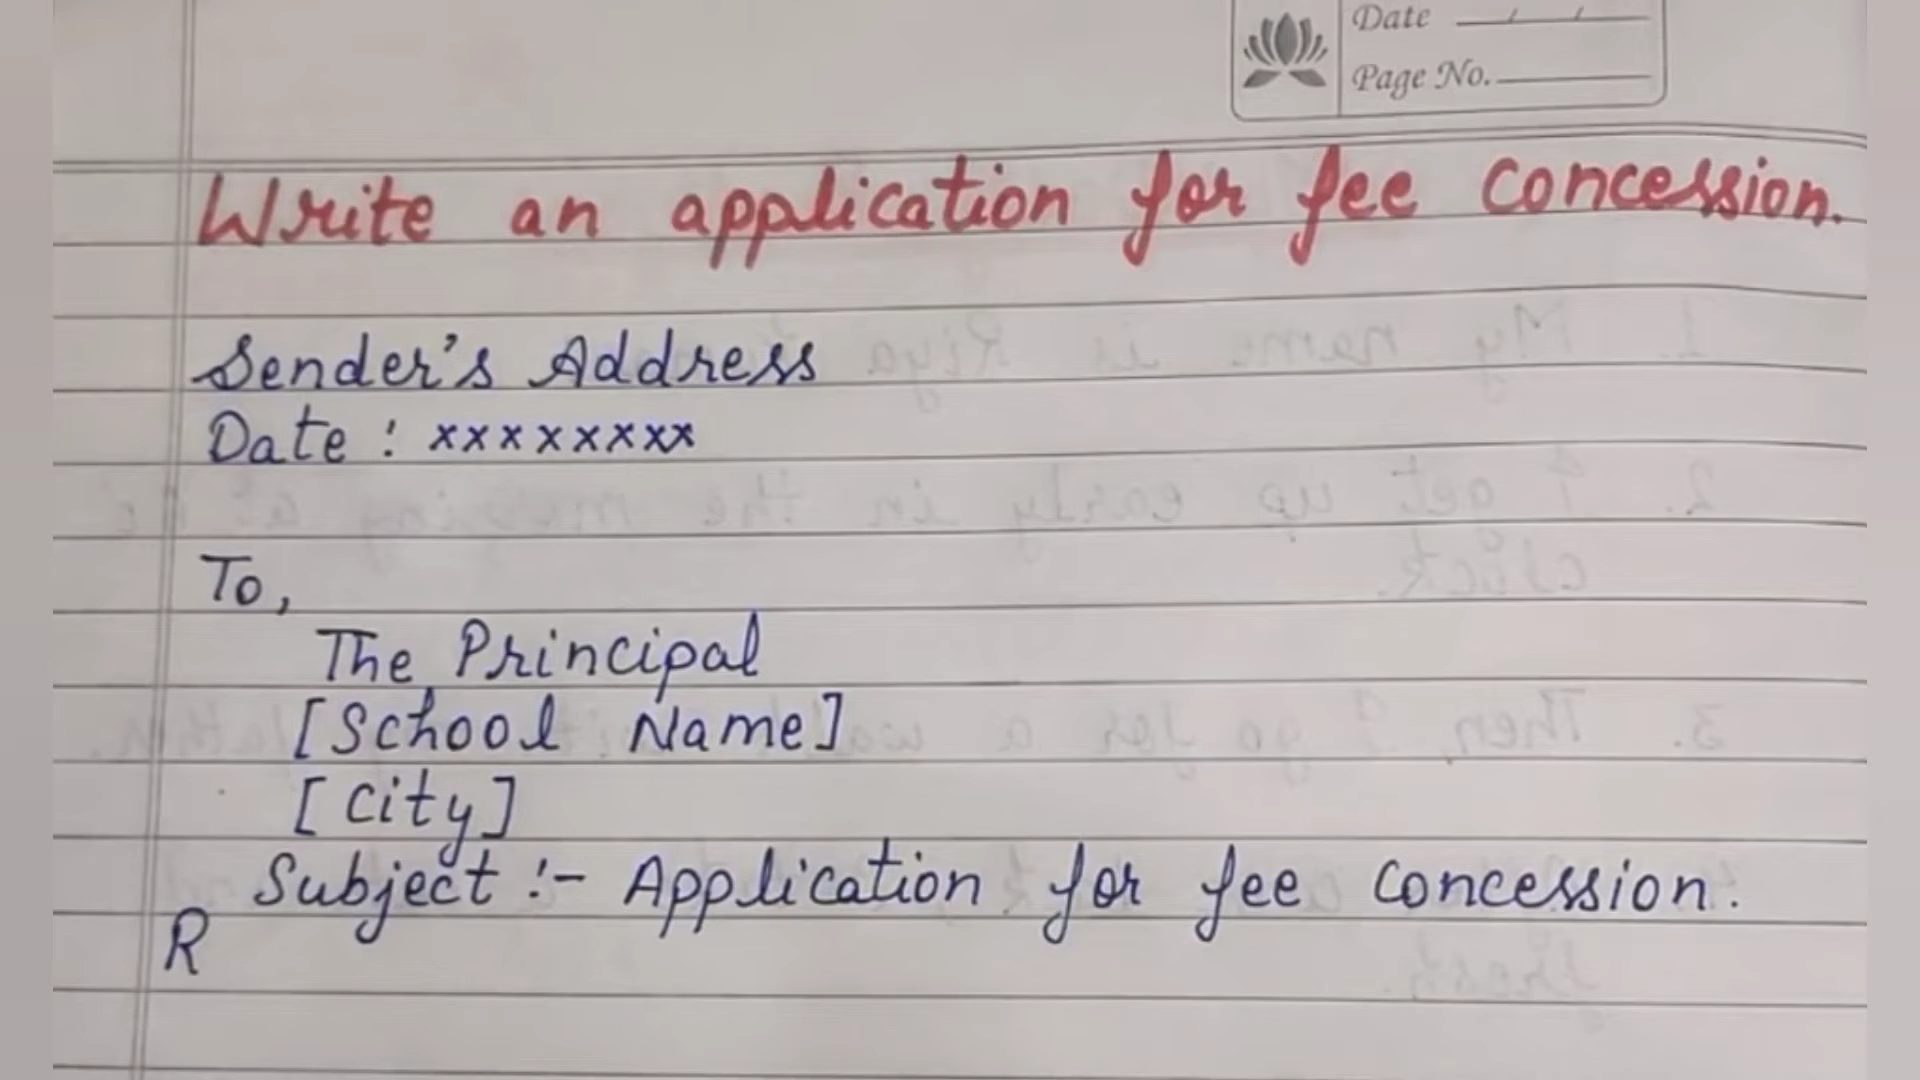 Date
Page No.
Write an application for fee concession.
Sender's Address
Date : xxxxxxxx
To,
The Principal
[School Name]
[City]
Subject :- Application for fee concession.
R